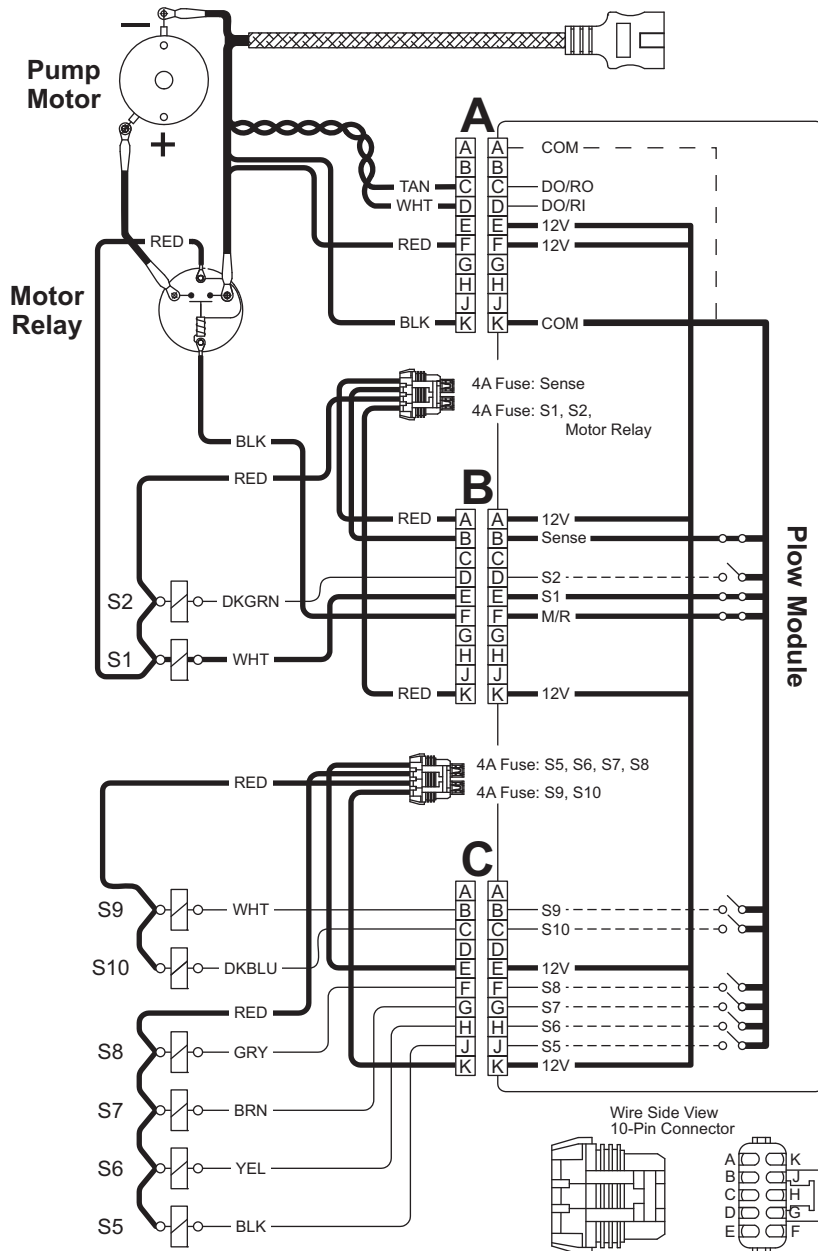 Pump
Motor
−
+
A
A A COM
B B
TAN C C DO/RO
WHT D D DO/RI
E E 12V
RED F F 12V
G G
H H
J J
BLK K K COM
RED
Motor
Relay
4A Fuse: Sense
4A Fuse: S1, S2,
Motor Relay
BLK
RED
B
RED A A 12V
B B Sense
C C
S2 DKGRN D D S2
E E S1
F F M/R
G G
S1 WHT H H
J J
RED K K 12V
Plow Module
4A Fuse: S5, S6, S7, S8
RED
4A Fuse: S9, S10
C
A A
S9 WHT B B S9
C C S10
D D
S10 DKBLU E E 12V
F F S8
RED G G S7
H H S6
S8 GRY J J S5
K K 12V
S7 BRN
S6 YEL
S5 BLK
Wire Side View
10-Pin Connector
A K
B J
C H
D G
E F